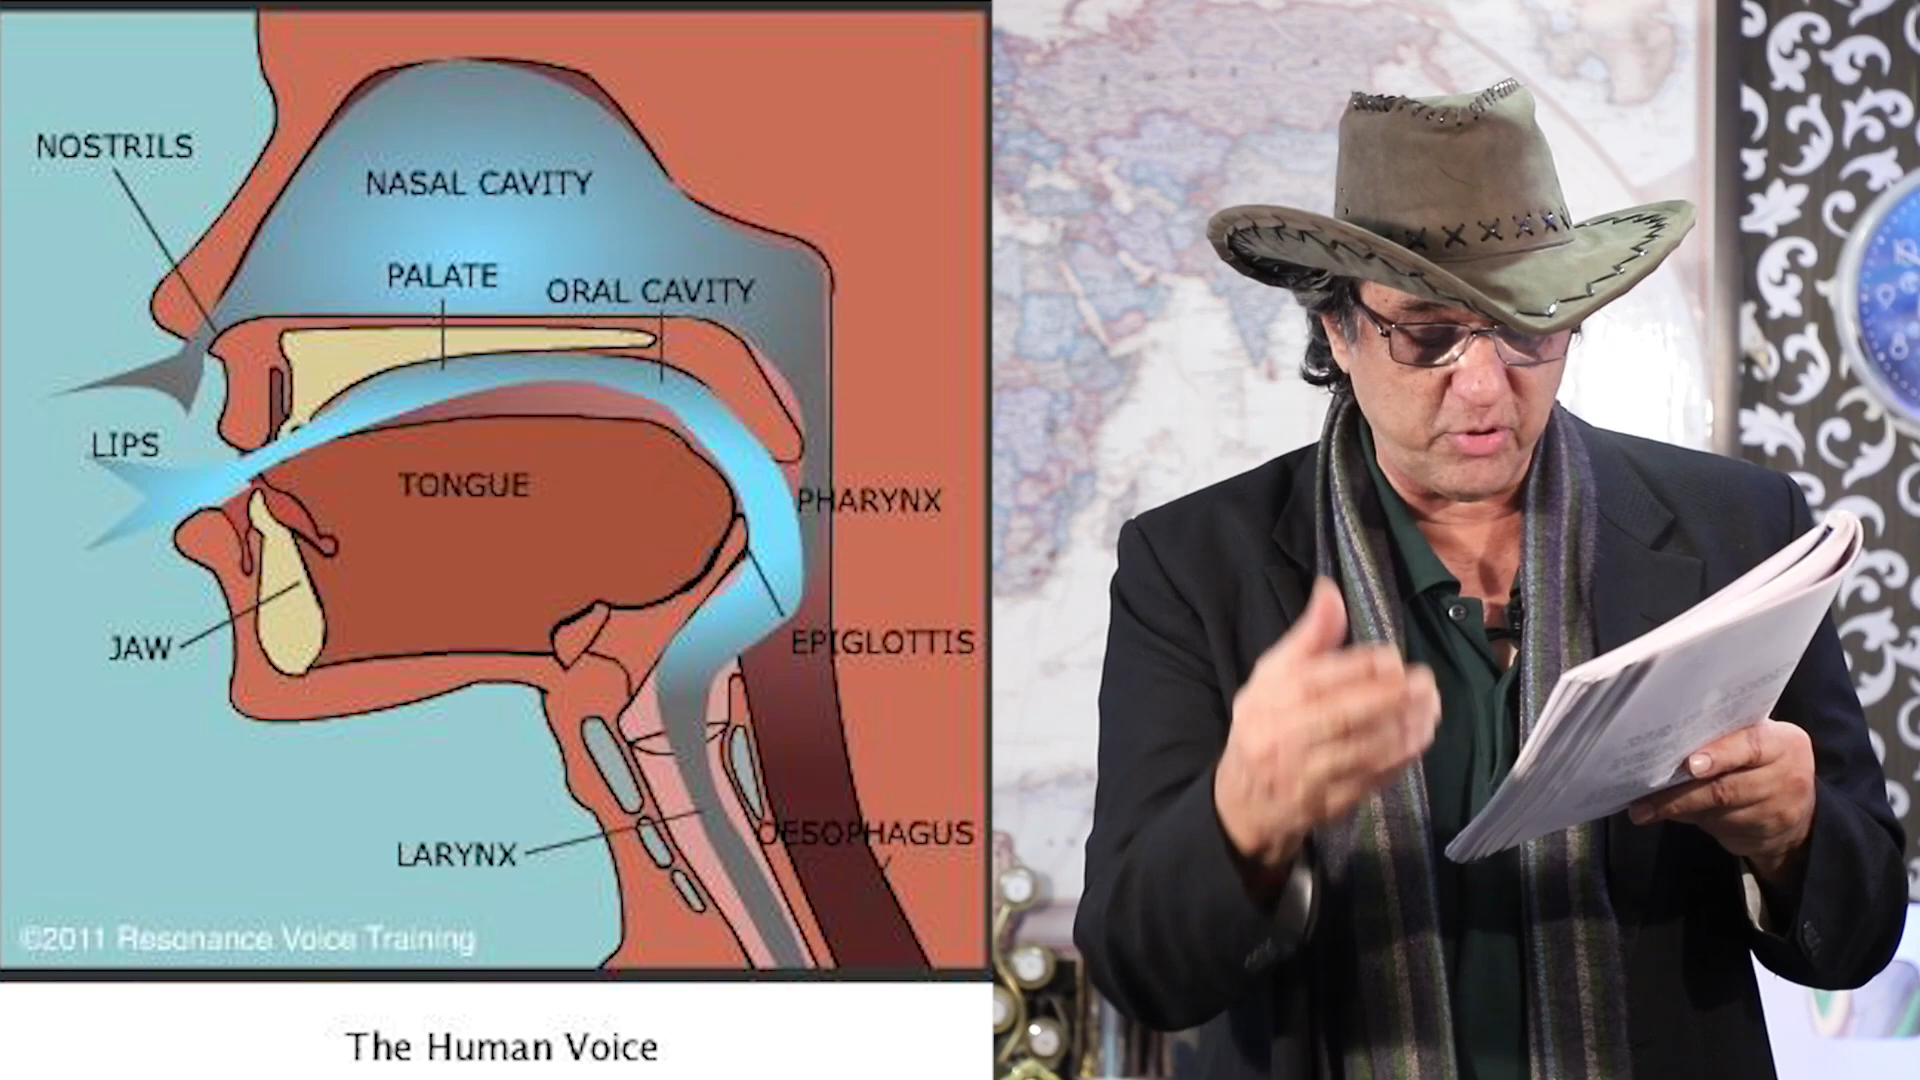 NOSTRILS
NASAL CAVITY
PALATE
ORAL CAVITY
LIPS
TONGUE
PHARYNX
JAW
EPIGLOTTIS
LARYNX
OESOPHAGUS
©2011 Resonance Voice Training
The Human Voice